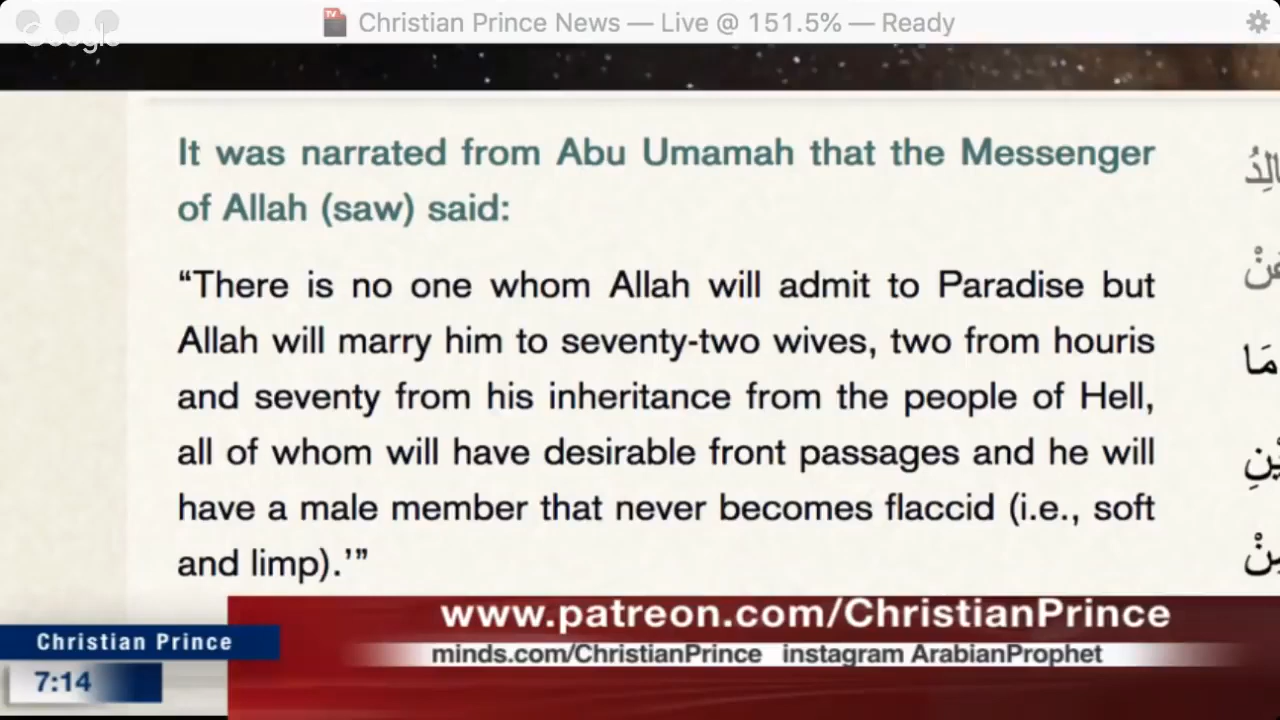 Christian Prince News — Live @ 151.5% — Ready
Google
It was narrated from Abu Umamah that the Messenger
of Allah (saw) said:
“There is no one whom Allah will admit to Paradise but
Allah will marry him to seventy-two wives, two from houris
and seventy from his inheritance from the people of Hell,
all of whom will have desirable front passages and he will
have a male member that never becomes flaccid (i.e., soft
and limp).’”
مَا
www.patreon.com/ChristianPrince
Christian Prince
minds.com/ChristianPrince instagram ArabianProphet
7:14